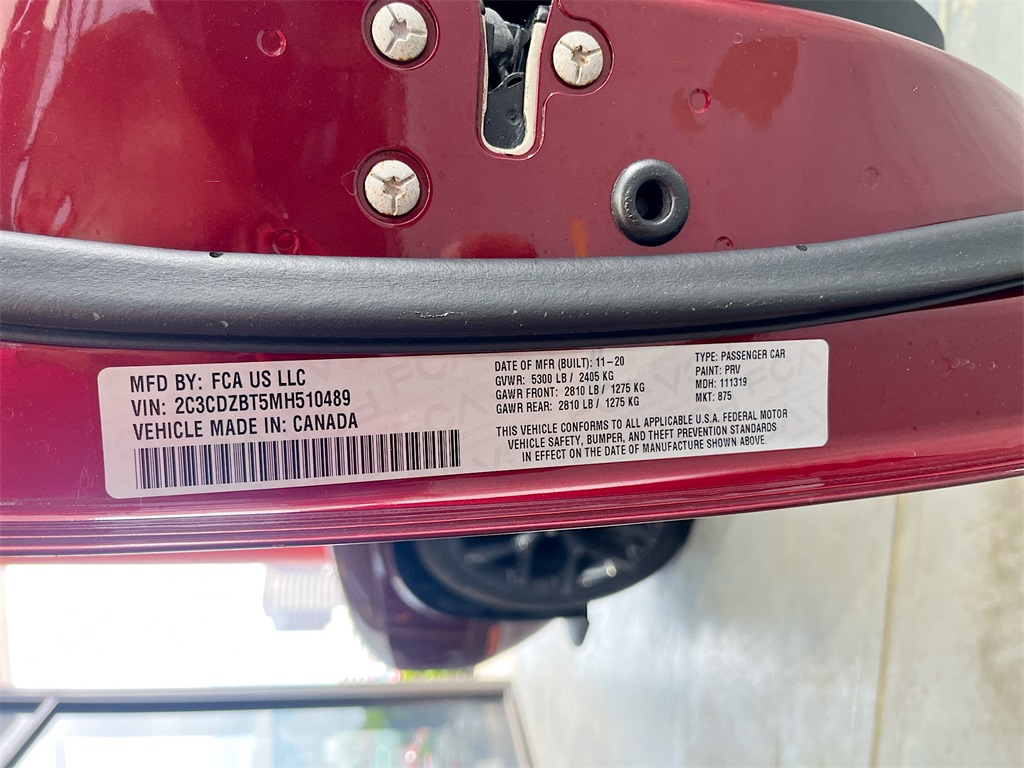 MFD BY: FCA US LLC
VIN: 2C3CDZBT5MH510489
VEHICLE MADE IN: CANADA
DATE OF MFR (BUILT): 11-20
GVWR: 5300 LB / 2405 KG
GAWR FRONT: 2810 LB / 1275 KG
GAWR REAR: 2810 LB / 1275 KG
TYPE: PASSENGER CAR
PAINT: PRV
MDH: 111319
MKT: 875
THIS VEHICLE CONFORMS TO ALL APPLICABLE U.S.A. FEDERAL MOTOR
VEHICLE SAFETY, BUMPER, AND THEFT PREVENTION STANDARDS
IN EFFECT ON THE DATE OF MANUFACTURE SHOWN ABOVE.